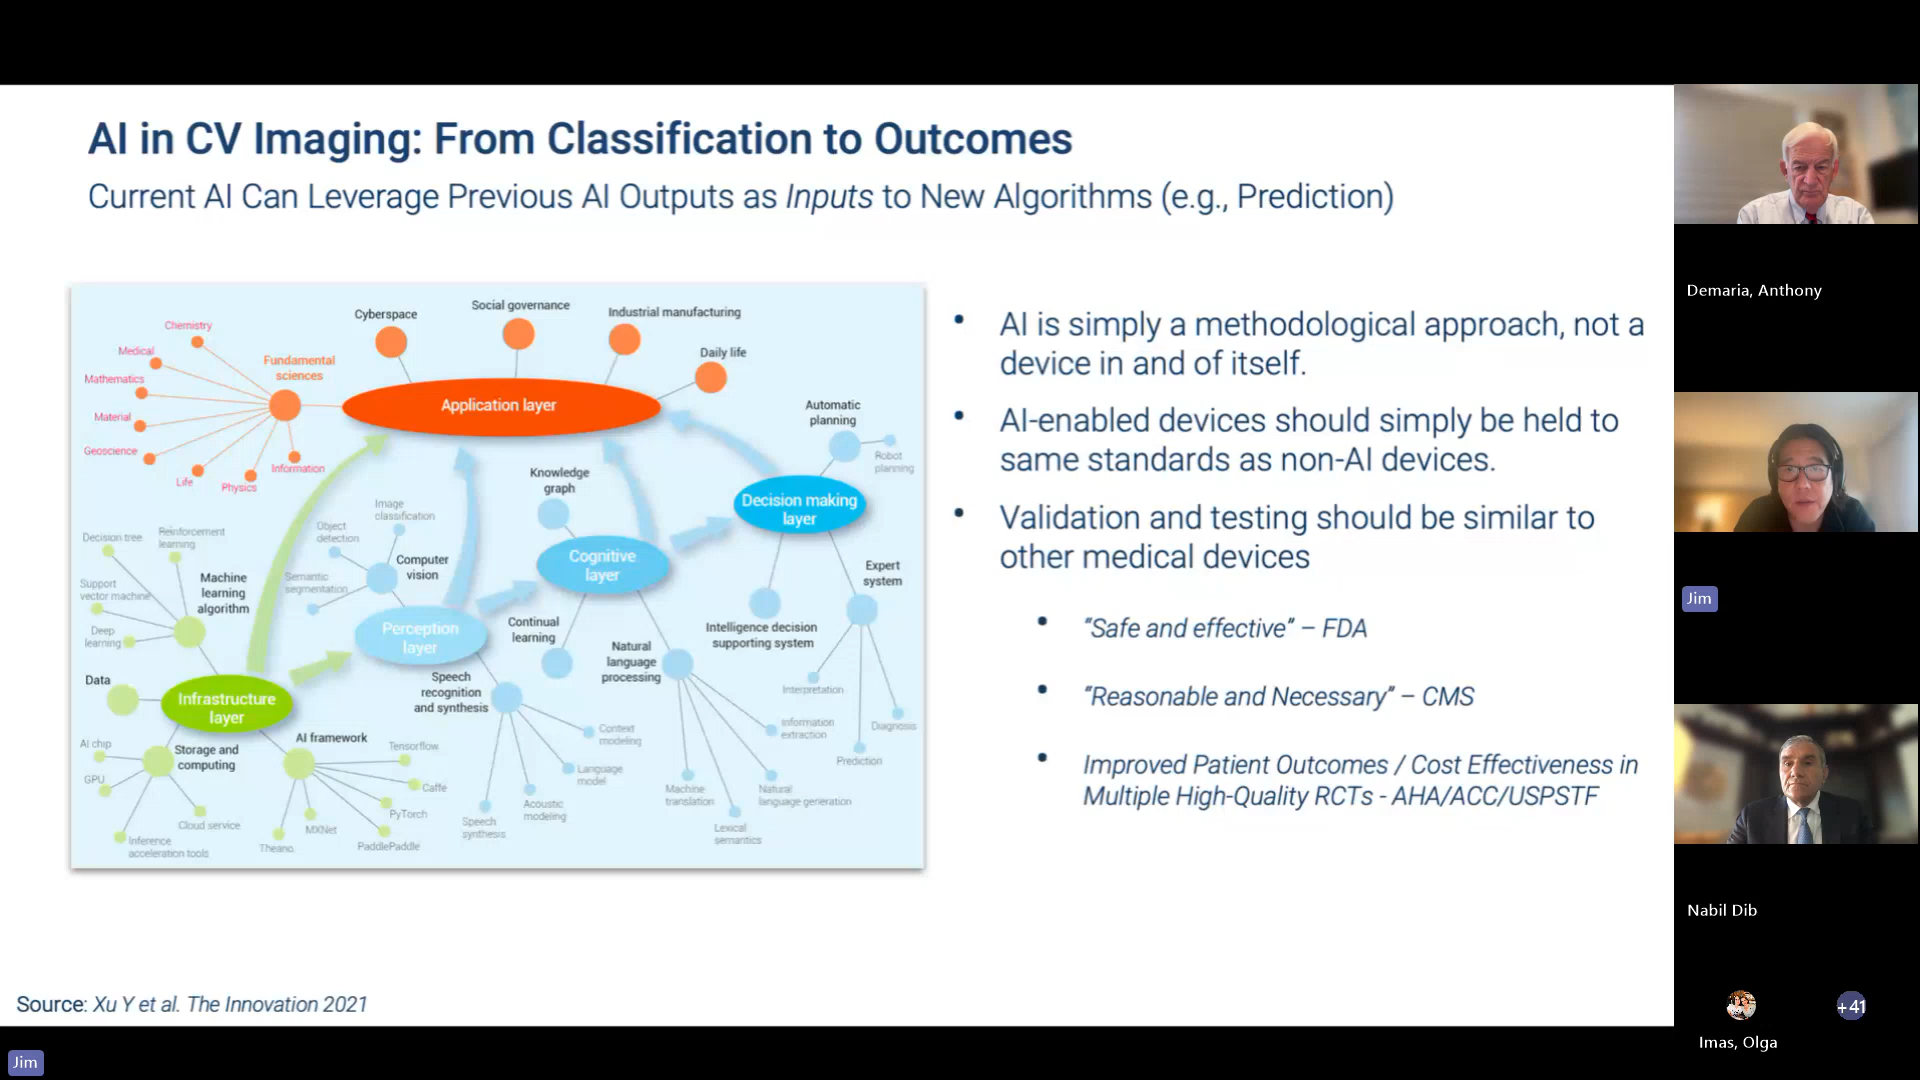 AI in CV Imaging: From Classification to Outcomes
Current AI Can Leverage Previous AI Outputs as Inputs to New Algorithms (e.g., Prediction)
Cyberspace
Social governance
Industrial manufacturing
Daily life
Chemistry
Medical
Mathematics
Material
Geoscience
Life
Physics
Information
Fundamental
sciences
Application layer
Automatic
planning
Robot
planning
Knowledge
graph
Decision making
layer
Image
classification
Object
detection
Semantic
segmentation
Computer
vision
Cognitive
layer
Expert
system
Decision tree
Reinforcement
learning
Support
vector machine
Deep
learning
Machine
learning
algorithm
Perception
layer
Continual
learning
Natural
language
processing
Intelligence decision
supporting system
Data
Infrastructure
layer
Speech
recognition
and synthesis
Interpretation
Diagnosis
Prediction
AI chip
GPU
Storage and
computing
Cloud service
Inference
acceleration tools
AI framework
Tensorflow
Caffe
PyTorch
PaddlePaddle
MXNet
Theano
Context
modeling
Language
model
Acoustic
modeling
Speech
synthesis
Machine
translation
Lexical
semantics
Natural
language generation
Information
extraction
• AI is simply a methodological approach, not a
device in and of itself.
• AI-enabled devices should simply be held to
same standards as non-AI devices.
• Validation and testing should be similar to
other medical devices
• “Safe and effective” – FDA
• “Reasonable and Necessary” – CMS
• Improved Patient Outcomes / Cost Effectiveness in
Multiple High-Quality RCTs - AHA/ACC/USPSTF
Source: Xu Y et al. The Innovation 2021
Jim
Demaria, Anthony
Jim
Nabil Dib
+41
Imas, Olga